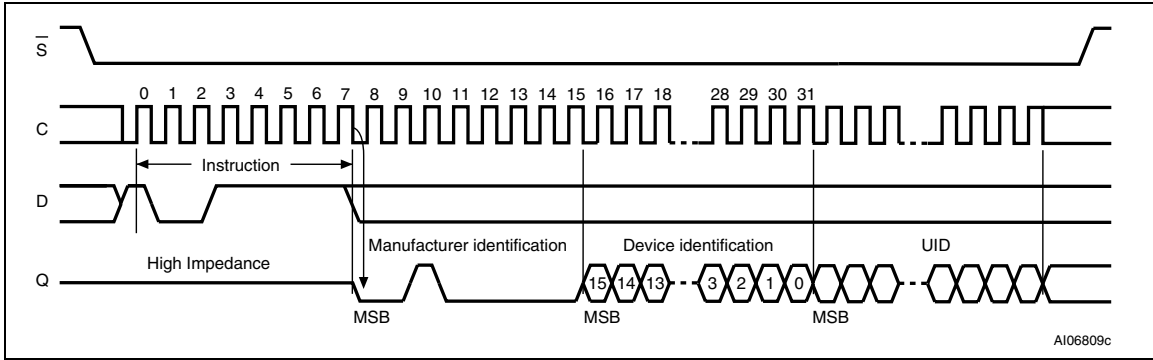 S
0 1 2 3 4 5 6 7 8 9 10 11 12 13 14 15 16 17 18 28 29 30 31
C
Instruction
D
Manufacturer identification Device identification UID
High Impedance
Q
15 14 13 3 2 1 0
MSB MSB MSB
AI06809c